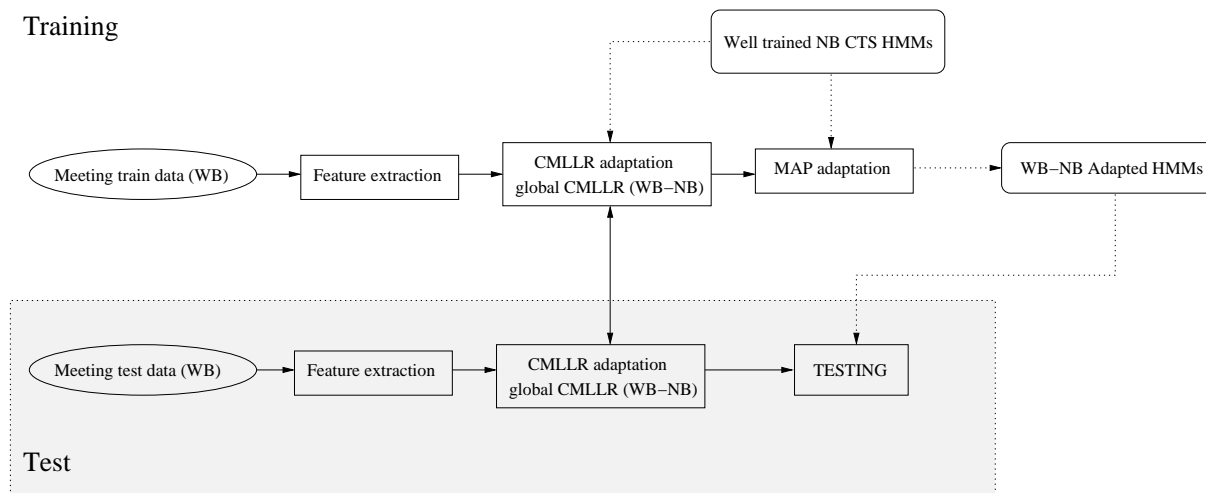 Training
Well trained NB CTS HMMs
Meeting train data (WB)
Feature extraction
CMLLR adaptation
global CMLLR (WB−NB)
MAP adaptation
WB−NB Adapted HMMs
Meeting test data (WB)
Feature extraction
CMLLR adaptation
global CMLLR (WB−NB)
TESTING
Test